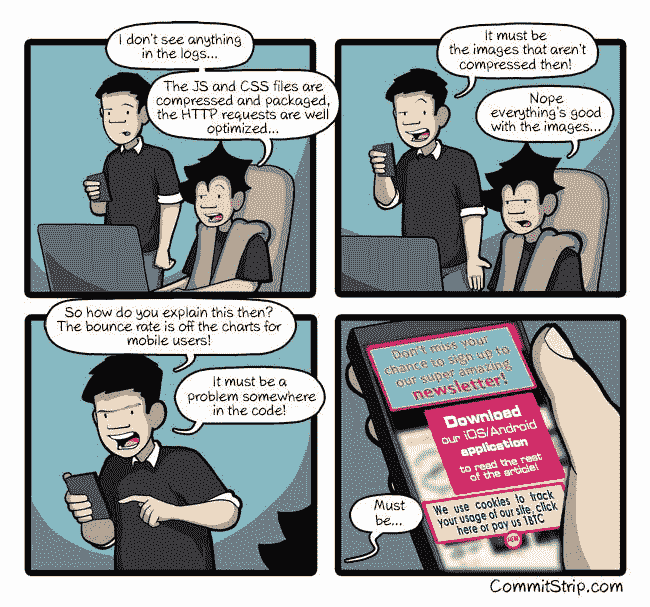 I don't see anything
in the logs...
The JS and CSS files are
compressed and packaged,
the HTTP requests are well
optimized...
It must be
the images that aren't
compressed then!
Nope
everything's good
with the images...
So how do you explain this then?
The bounce rate is off the charts for
mobile users!
It must be a
problem somewhere
in the code!
Don't miss your
chance to sign up to
our super amazing
newsletter!
Download
our iOS/Android
application
to read the rest
of the article!
We use cookies to track
your usage of our site, click
here or pay us 1BTC
Must
be...
CommitStrip.com